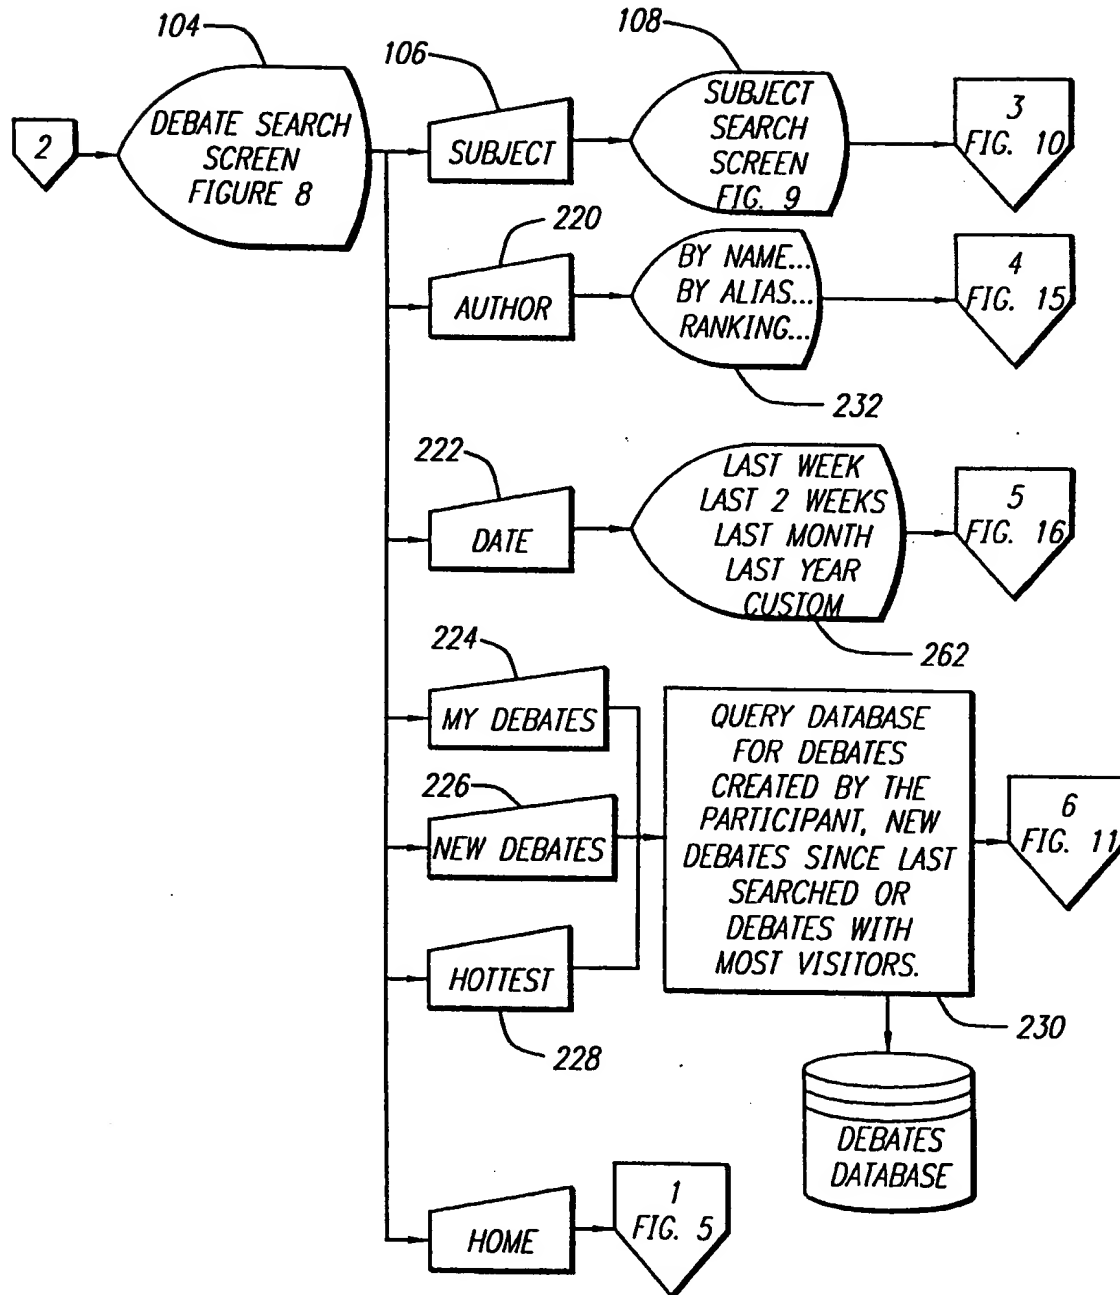 104
106
108
2
DEBATE SEARCH
SCREEN
FIGURE 8
SUBJECT
SUBJECT
SEARCH
SCREEN
FIG. 9
3
FIG. 10
220
AUTHOR
BY NAME...
BY ALIAS...
RANKING...
4
FIG. 15
232
222
DATE
LAST WEEK
LAST 2 WEEKS
LAST MONTH
LAST YEAR
CUSTOM
5
FIG. 16
262
224
MY DEBATES
226
NEW DEBATES
HOTTEST
228
QUERY DATABASE
FOR DEBATES
CREATED BY THE
PARTICIPANT, NEW
DEBATES SINCE LAST
SEARCHED OR
DEBATES WITH
MOST VISITORS.
6
FIG. 11
230
DEBATES
DATABASE
HOME
1
FIG. 5